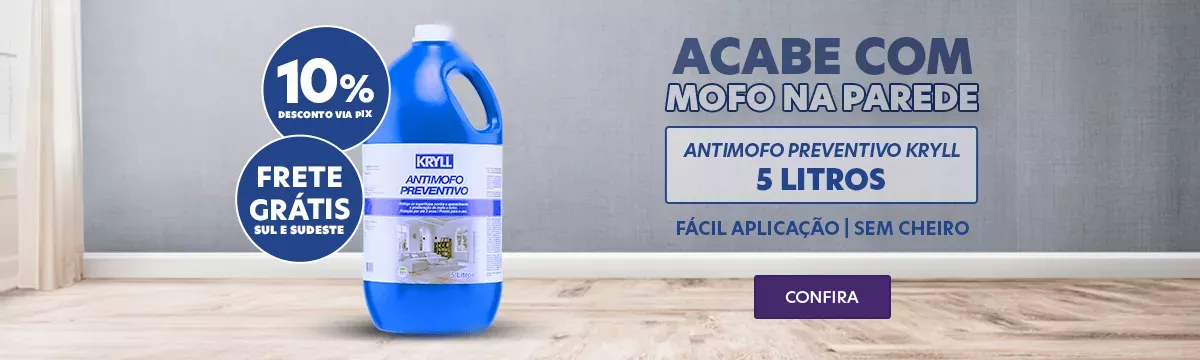 10%
DESCONTO VIA PIX
FRETE
GRÁTIS
SUL E SUDESTE
KRYLL
ANTIMOFO
PREVENTIVO
5 Litros
ACABE COM
MOFO NA PAREDE
ANTIMOFO PREVENTIVO KRYLL
5 LITROS
FÁCIL APLICAÇÃO | SEM CHEIRO
CONFIRA